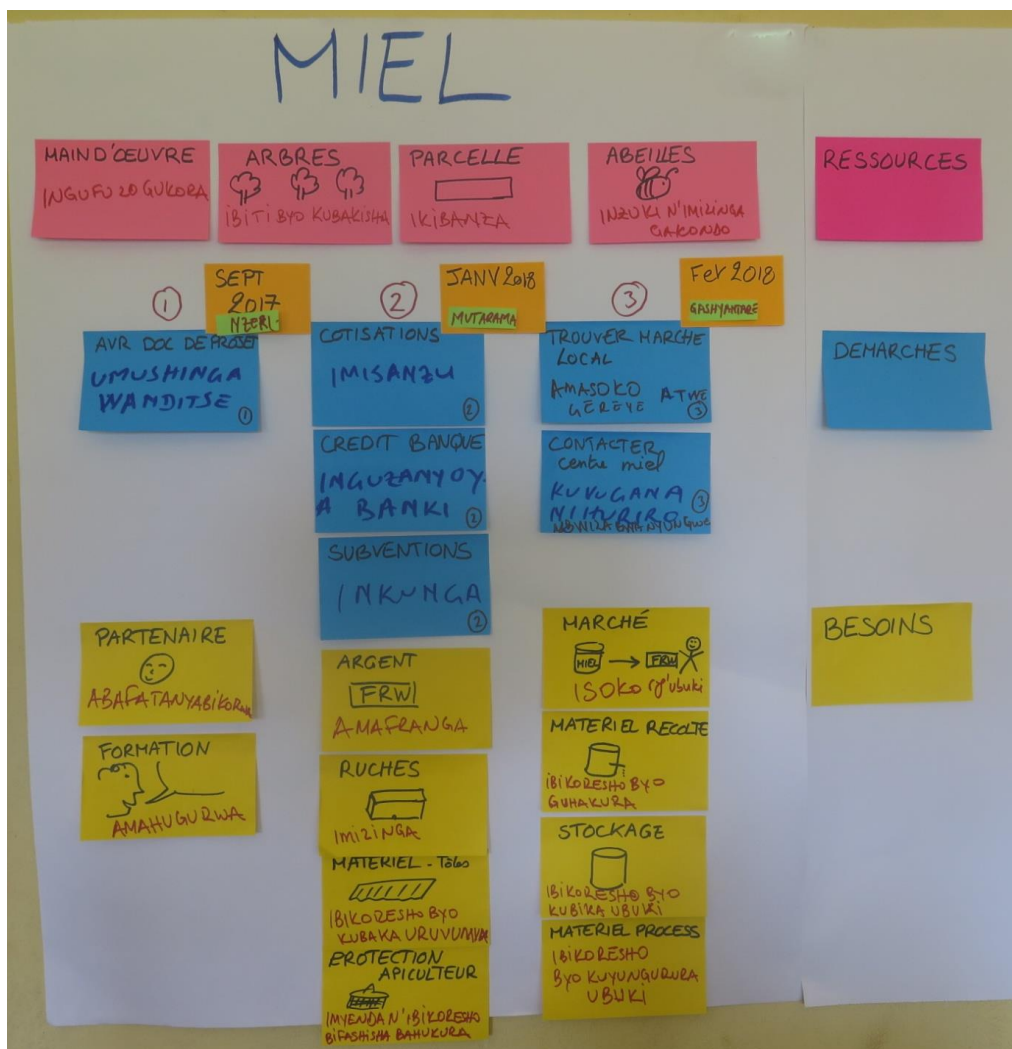 MIEL
MAIN D'ŒUVRE
INGUFU ZO GUKORA
ARBRES
IBITI BYO KUBAKISHA
PARCELLE
IKIBANZA
ABEILLES
INZUKI N'IMIZINGA
GAKONDO
RESSOURCES
①
SEPT
2017
NZERI-
②
JANV 2018
MUTARAMA
③
FEV 2018
GASHYANTARE
AVR DOC DE PROJET
UMUSHINGA
WANDITSE
①
COTISATIONS
IMISANZU
②
TROUVER MARCHE
LOCAL
AMASOKO ATWE
GEREYE ③
DEMARCHES
CREDIT BANQUE
INGUZANYO Y.
A BANKI ②
CONTACTER
centre miel
KUVUGANA ③
SUBVENTIONS
INKUNGA
②
PARTENAIRE
ABAFATANYABIKORWA
FORMATION
AMAHUGURWA
ARGENT
FRW
AMAFRANGA
RUCHES
IMIZINGA
MATERIEL - Tôles
IBIKORESHO BYO
KUBAKA URUVUMVU
PROTECTION
APICULTEUR
IMYENDA N'IBIKORESHO
BIFASHISHA BAHUKURA
MARCHÉ
MIEL → FRW
ISOKO ry'ubuki
MATERIEL RECOLTE
IBIKORESHO BYO
GUHAKURA
STOCKAGE
IBIKORESHO BYO
KUBIKA UBUKI
MATERIEL PROCESS
IBIKORESHO
BYO KUYUNGURURA
UBUKI
BESOINS